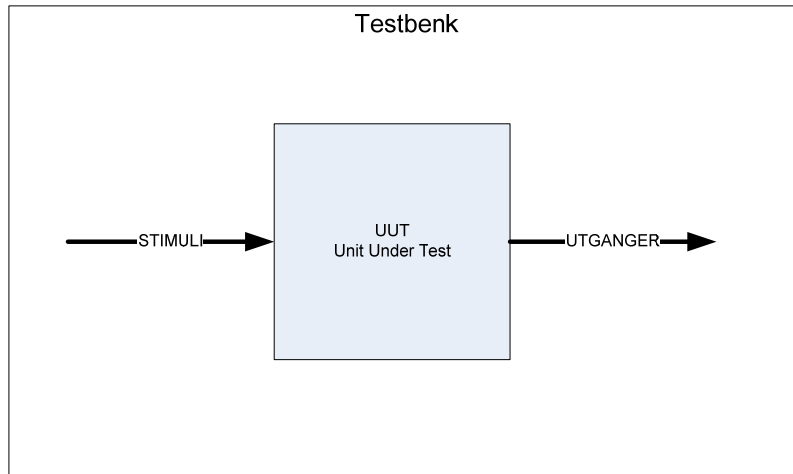 Testbenk
STIMULI
UUT
Unit Under Test
UTGANGER